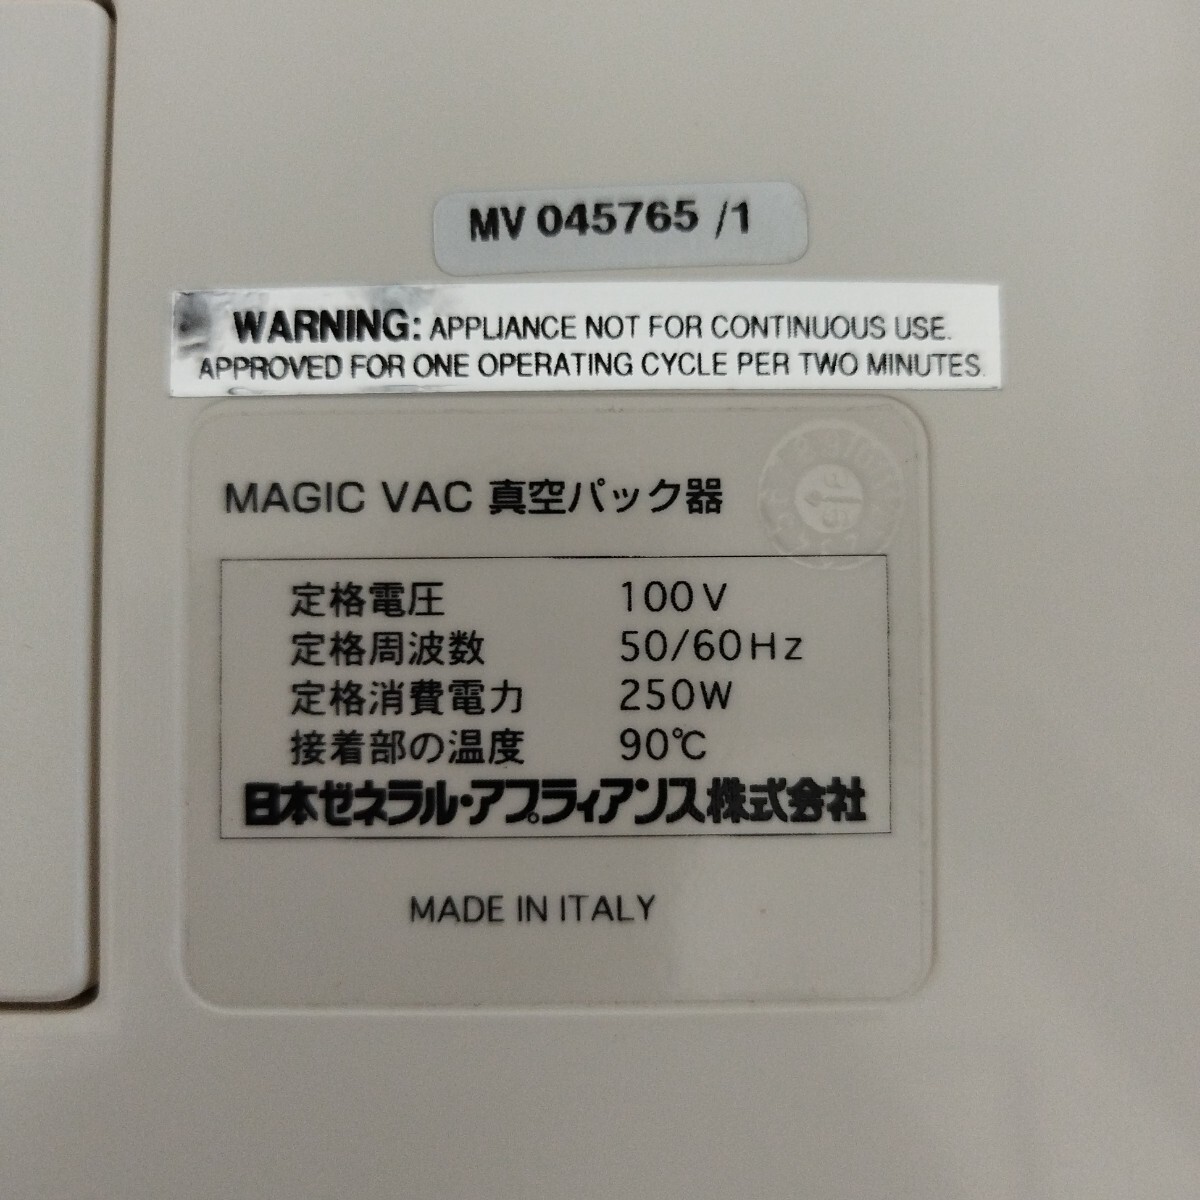 MV 045765 /1
WARNING: APPLIANCE NOT FOR CONTINUOUS USE.
APPROVED FOR ONE OPERATING CYCLE PER TWO MINUTES.
MAGIC VAC 真空パック器
定格電圧 100V
定格周波数 50/60Hz
定格消費電力 250W
接着部の温度 90℃
日本ゼネラル・アプライアンス株式会社
MADE IN ITALY